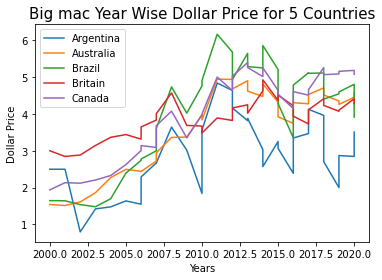 Big mac Year Wise Dollar Price for 5 Countries
Argentina
Australia
Brazil
Britain
Canada
Dollar Price
6
5
4
3
2
1
2000.0 2002.5 2005.0 2007.5 2010.0 2012.5 2015.0 2017.5 2020.0
Years